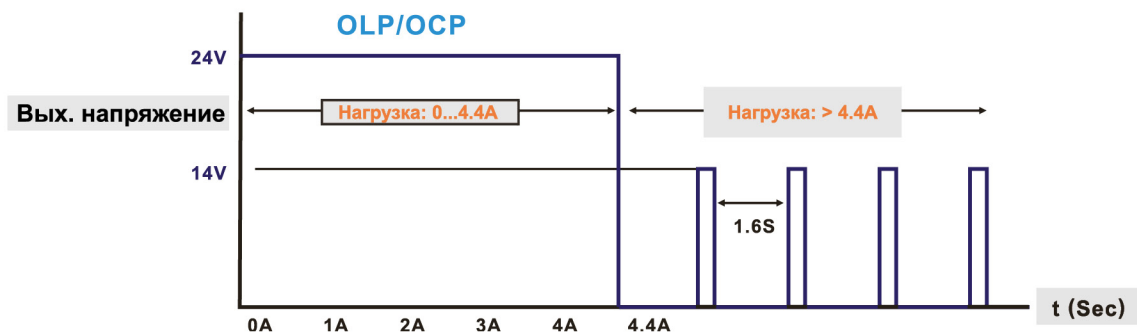 OLP/OCP
24V
Вых. напряжение
Нагрузка: 0...4.4A
Нагрузка: > 4.4A
14V
1.6S
t (Sec)
0A 1A 2A 3A 4A 4.4A